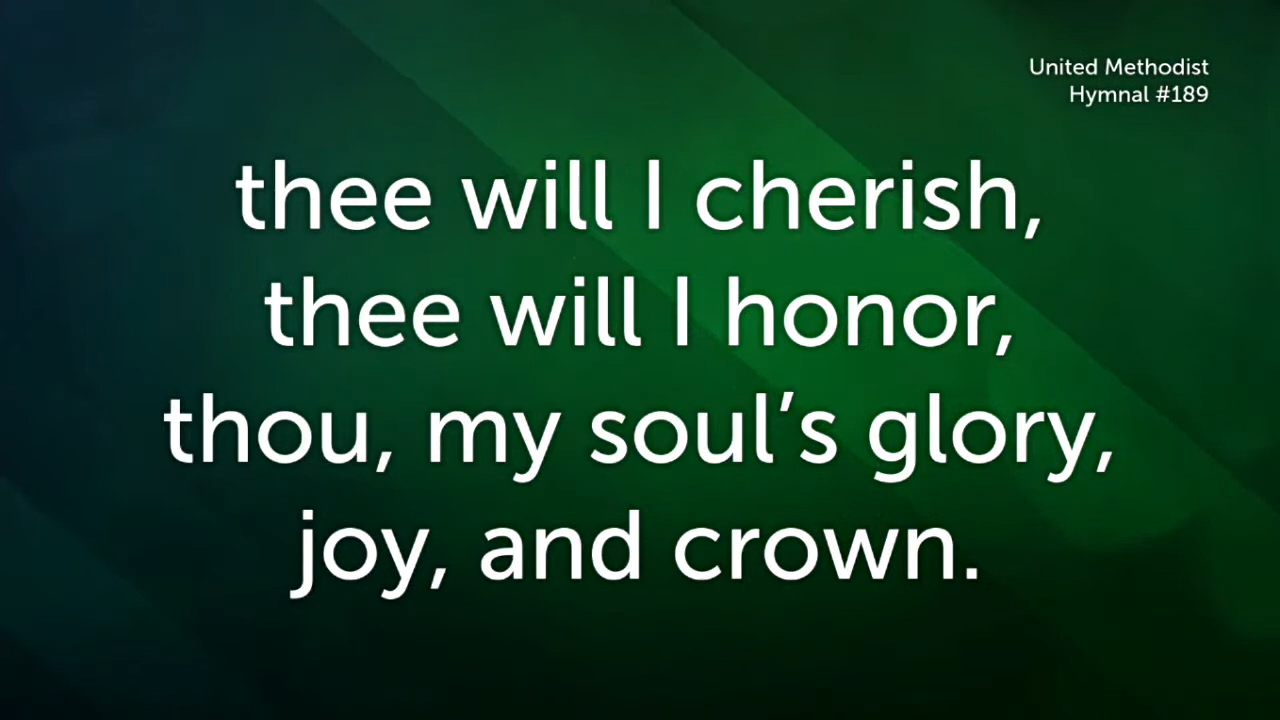 United Methodist
Hymnal #189
thee will I cherish,
thee will I honor,
thou, my soul’s glory,
joy, and crown.